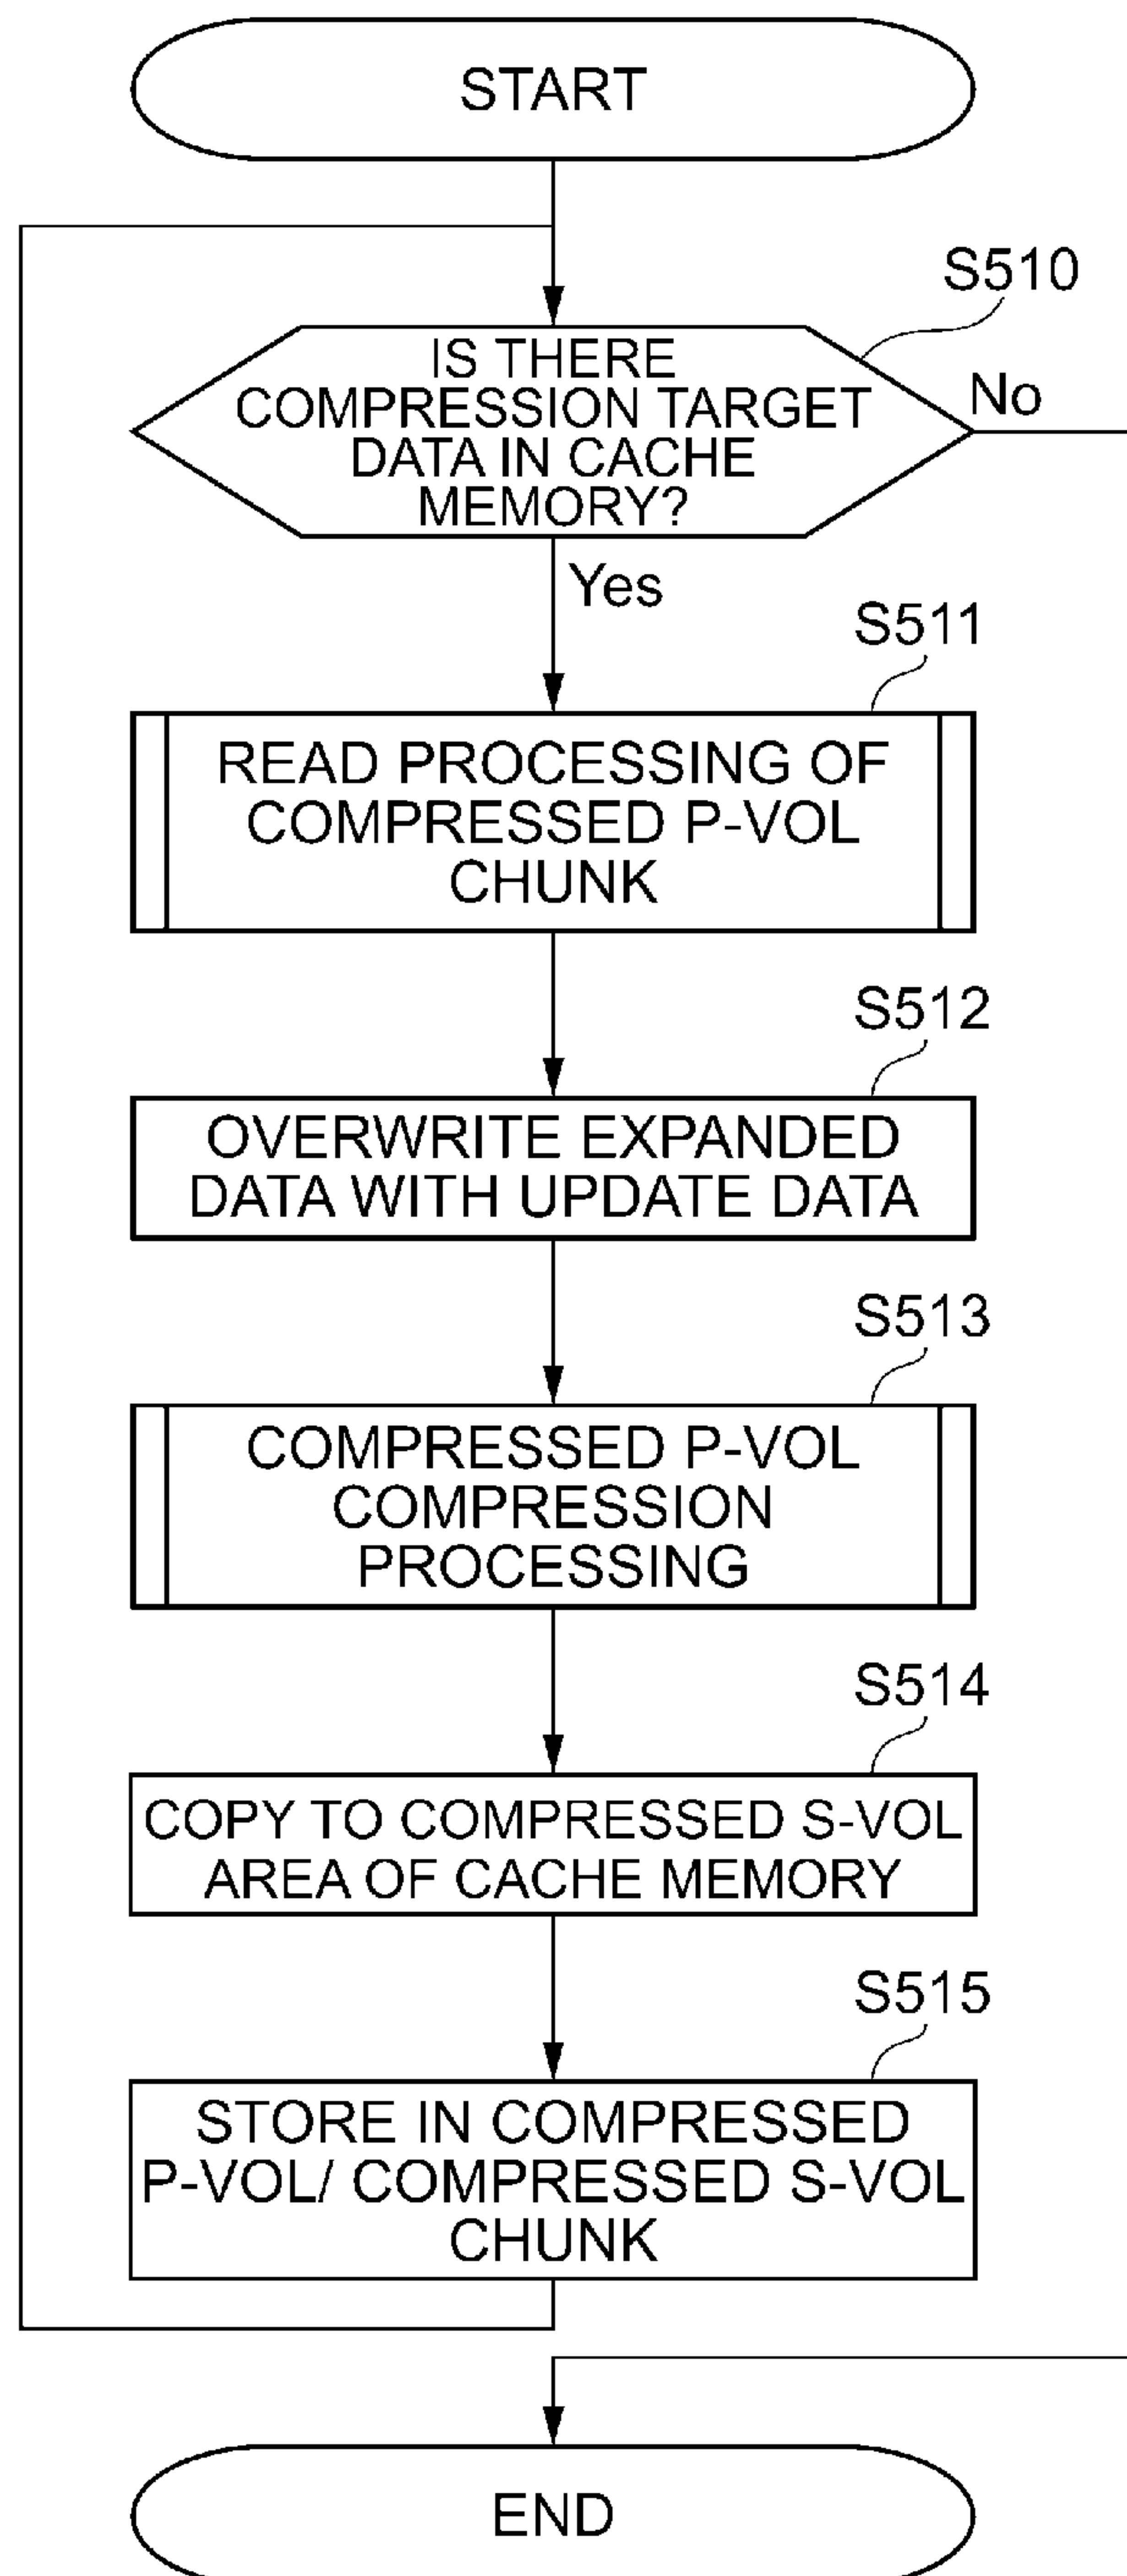 START
S510
IS THERE
COMPRESSION TARGET
DATA IN CACHE
MEMORY?
No
Yes
S511
READ PROCESSING OF
COMPRESSED P-VOL
CHUNK
S512
OVERWRITE EXPANDED
DATA WITH UPDATE DATA
S513
COMPRESSED P-VOL
COMPRESSION
PROCESSING
S514
COPY TO COMPRESSED S-VOL
AREA OF CACHE MEMORY
S515
STORE IN COMPRESSED
P-VOL/ COMPRESSED S-VOL
CHUNK
END